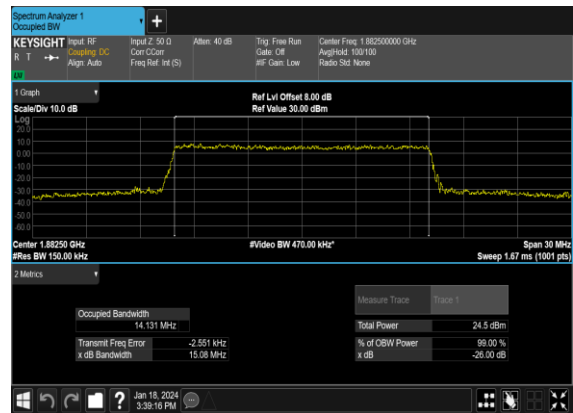 Spectrum Analyzer 1
Occupied BW
KEYSIGHT Input: RF Input Z: 50 Ω Atten: 40 dB Trig: Free Run Center Freq: 1.882500000 GHz
R T Coupling: DC Corr CCorr Gate: Off Avg|Hold: 100/100
Align: Auto Freq Ref: Int (S) #IF Gain: Low Radio Std: None
LW
1 Graph
Ref Lvl Offset 8.00 dB
Scale/Div 10.0 dB Ref Value 30.00 dBm
Log
20.0
10.0
0.00
-10.0
-20.0
-30.0
-40.0
-50.0
-60.0
Center 1.88250 GHz #Video BW 470.00 kHz* Span 30 MHz
#Res BW 150.00 kHz Sweep 1.67 ms (1001 pts)
2 Metrics
Measure Trace Trace 1
Occupied Bandwidth
14.131 MHz Total Power 24.5 dBm
Transmit Freq Error -2.551 kHz % of OBW Power 99.00 %
x dB Bandwidth 15.08 MHz x dB -26.00 dB
? Jan 18, 2024
3:39:16 PM